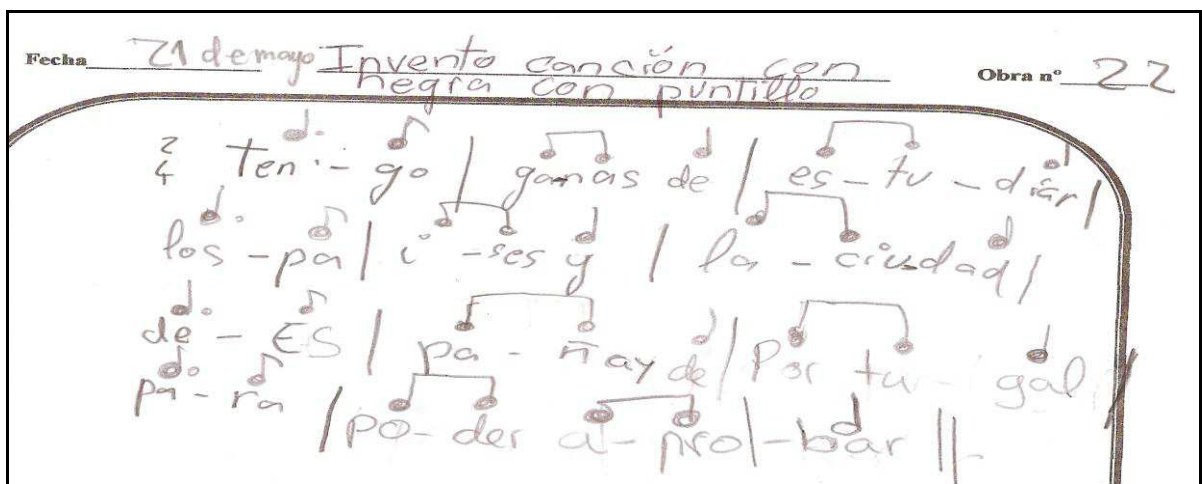 Fecha 21 de mayo Invento canción con Obra nº 22
negra con puntillo
2/4 Ten - go | ganas de | es - tu - diar |
los - pa | i - ses y | la - ciudad |
de - ES | pa - ñay de | Por tu - gal |
pa - ra | po - der a - pro | - bar ||